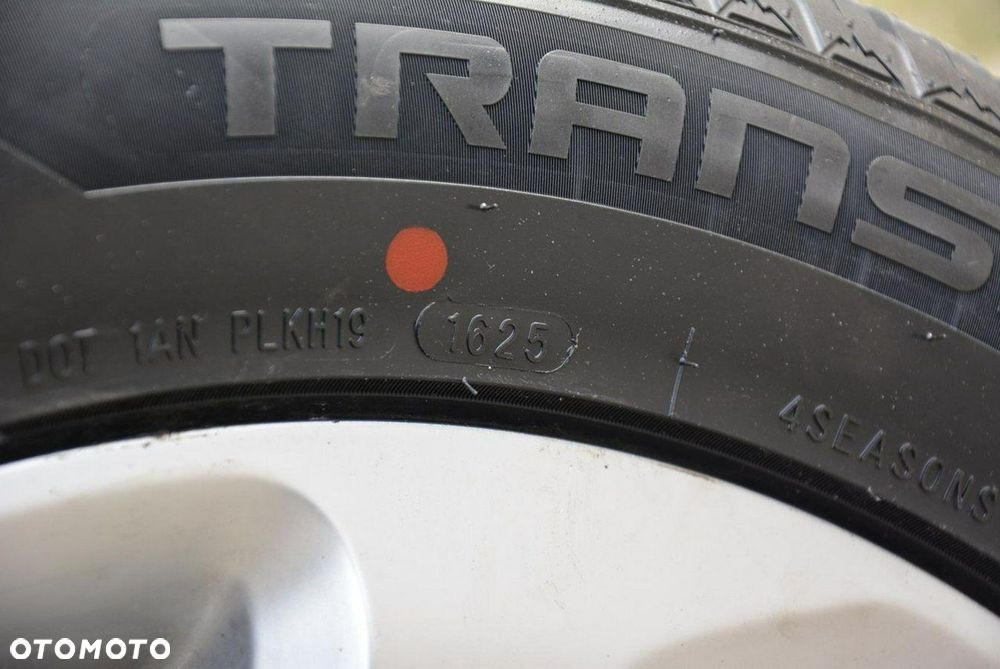 TRANS
DOT 1AN PLKH19 1625
4SEASONS
OTOMOTO